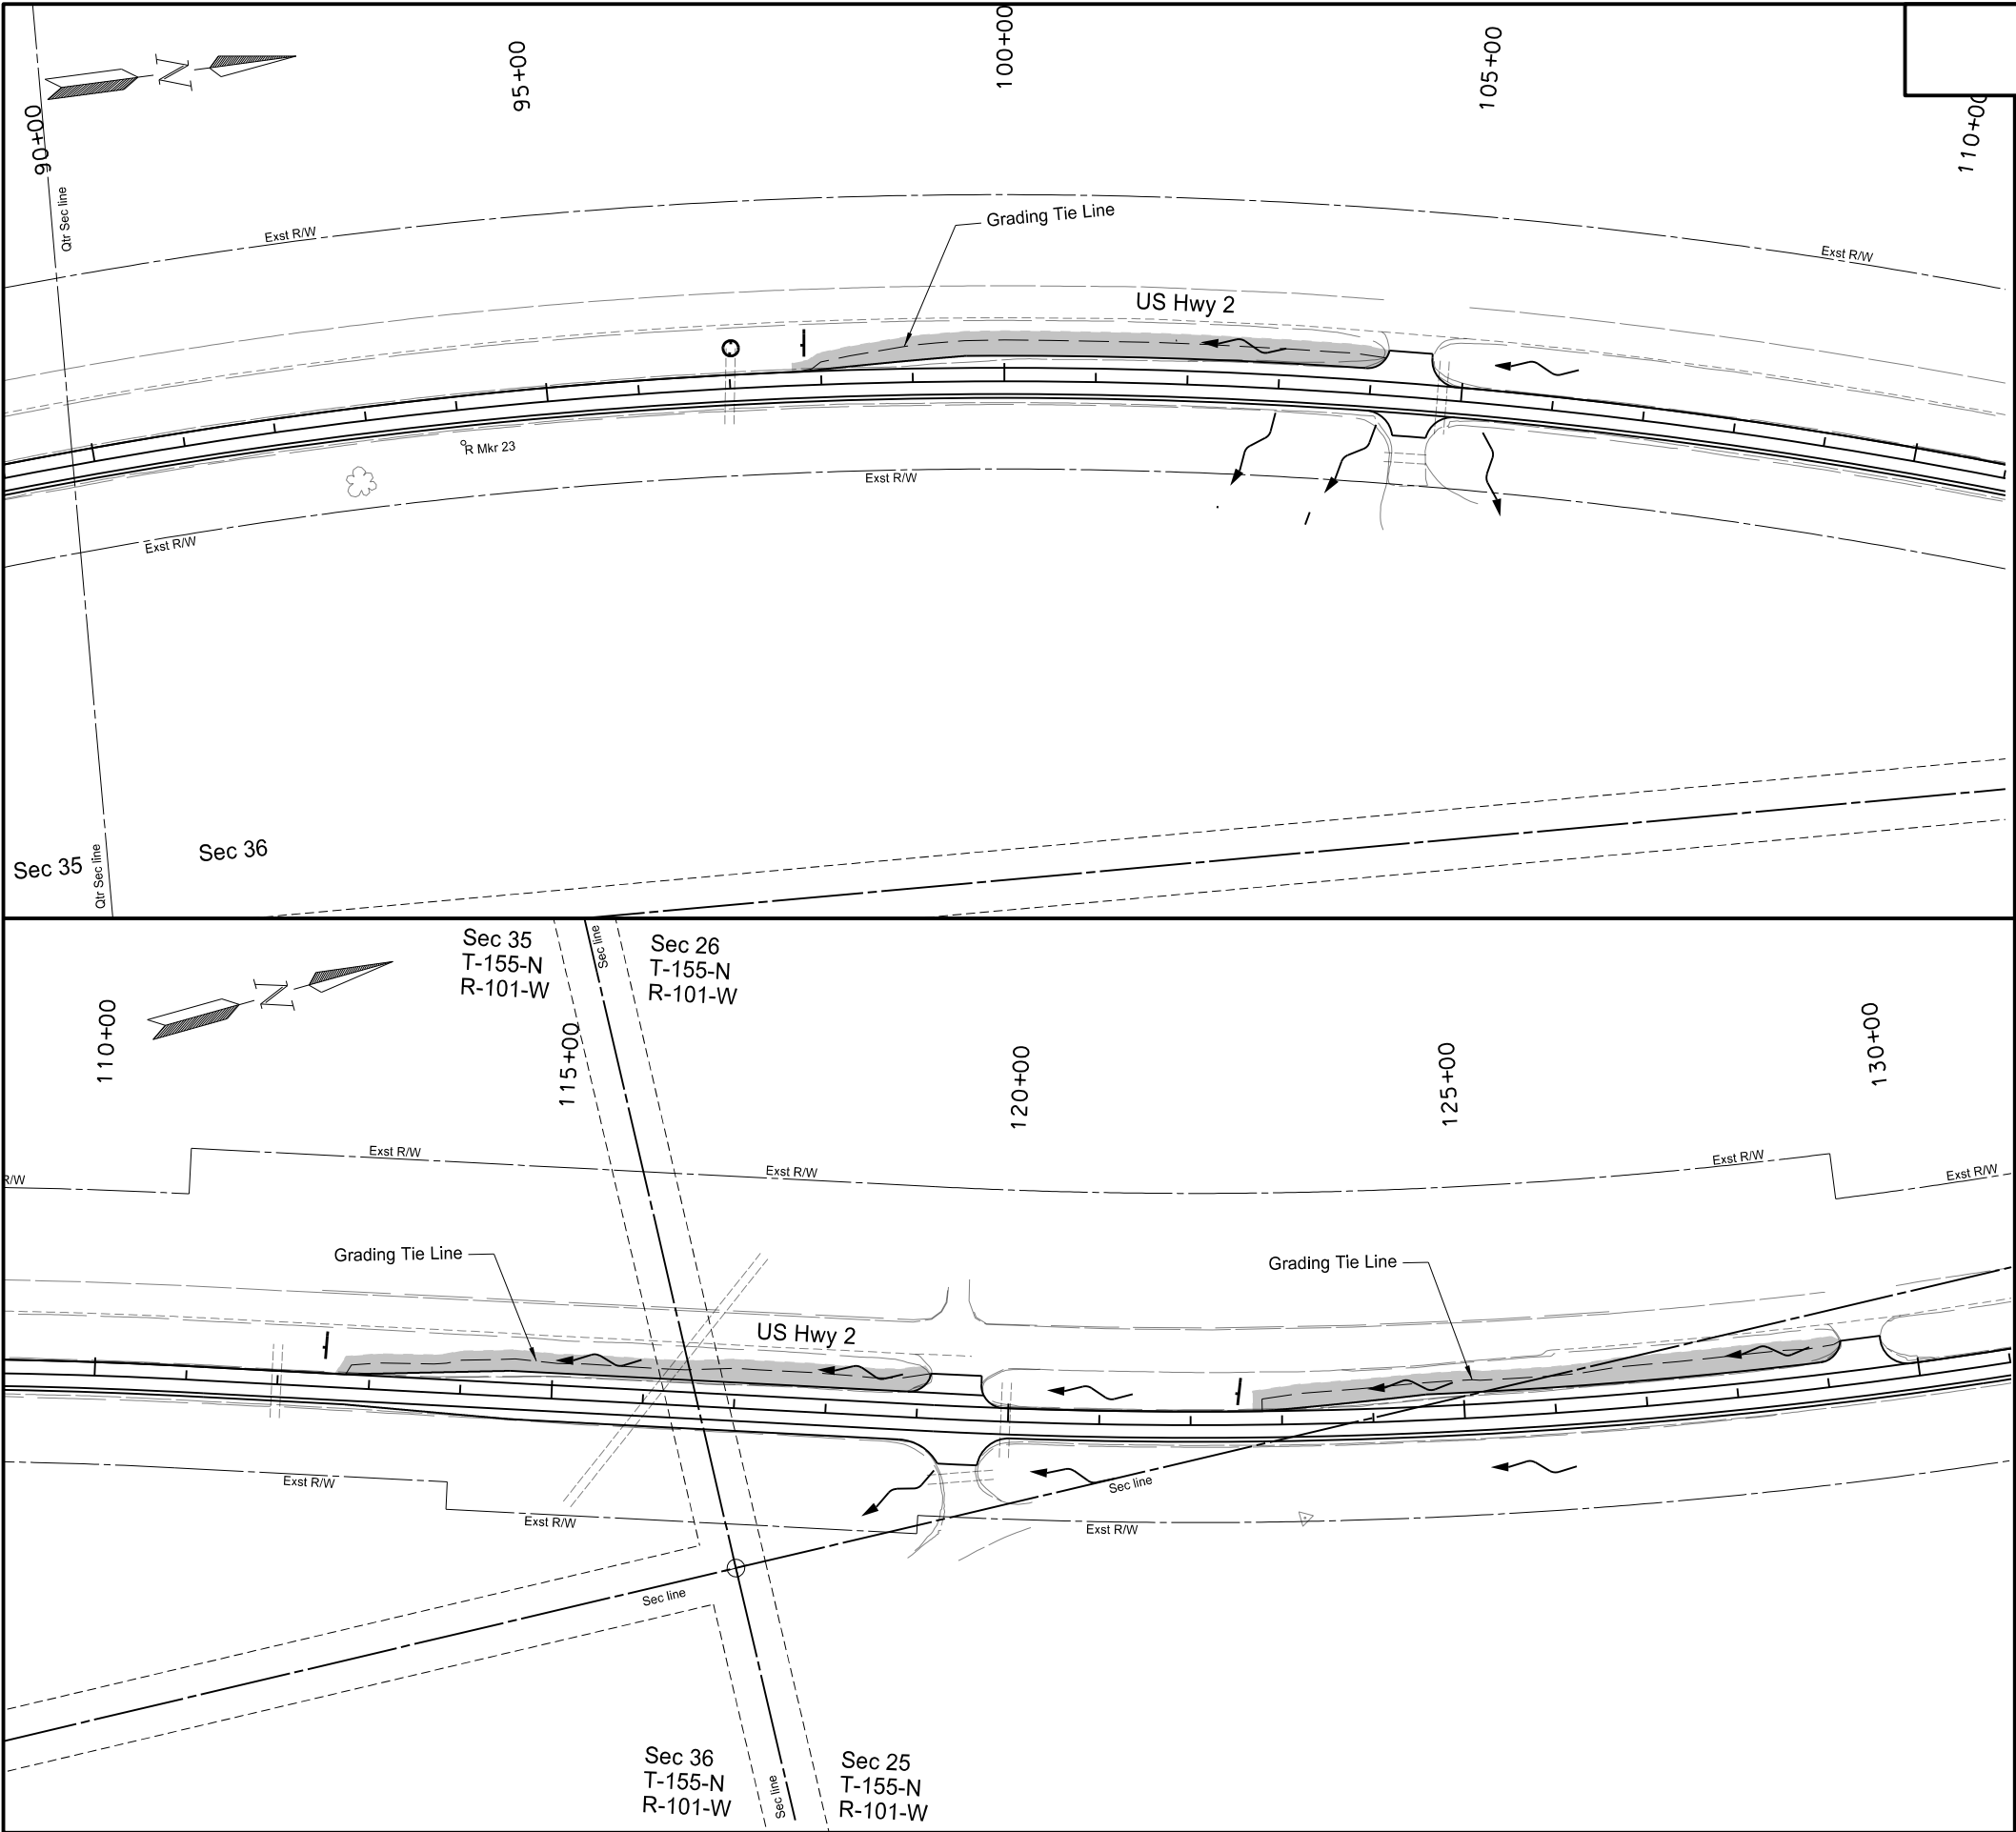 N
90+00
95+00
100+00
105+00
110+00
Qtr Sec line
Exst R/W
Grading Tie Line
Exst R/W
US Hwy 2
R Mkr 23
Exst R/W
Exst R/W
Sec 35
Qtr Sec line
Sec 36
Sec 35
T-155-N
R-101-W
Sec line
Sec 26
T-155-N
R-101-W
N
110+00
115+00
120+00
125+00
130+00
R/W
Exst R/W
Exst R/W
Exst R/W
Exst R/W
Grading Tie Line
Grading Tie Line
US Hwy 2
Exst R/W
Exst R/W
Sec line
Exst R/W
Sec line
Sec 36
T-155-N
R-101-W
Sec line
Sec 25
T-155-N
R-101-W